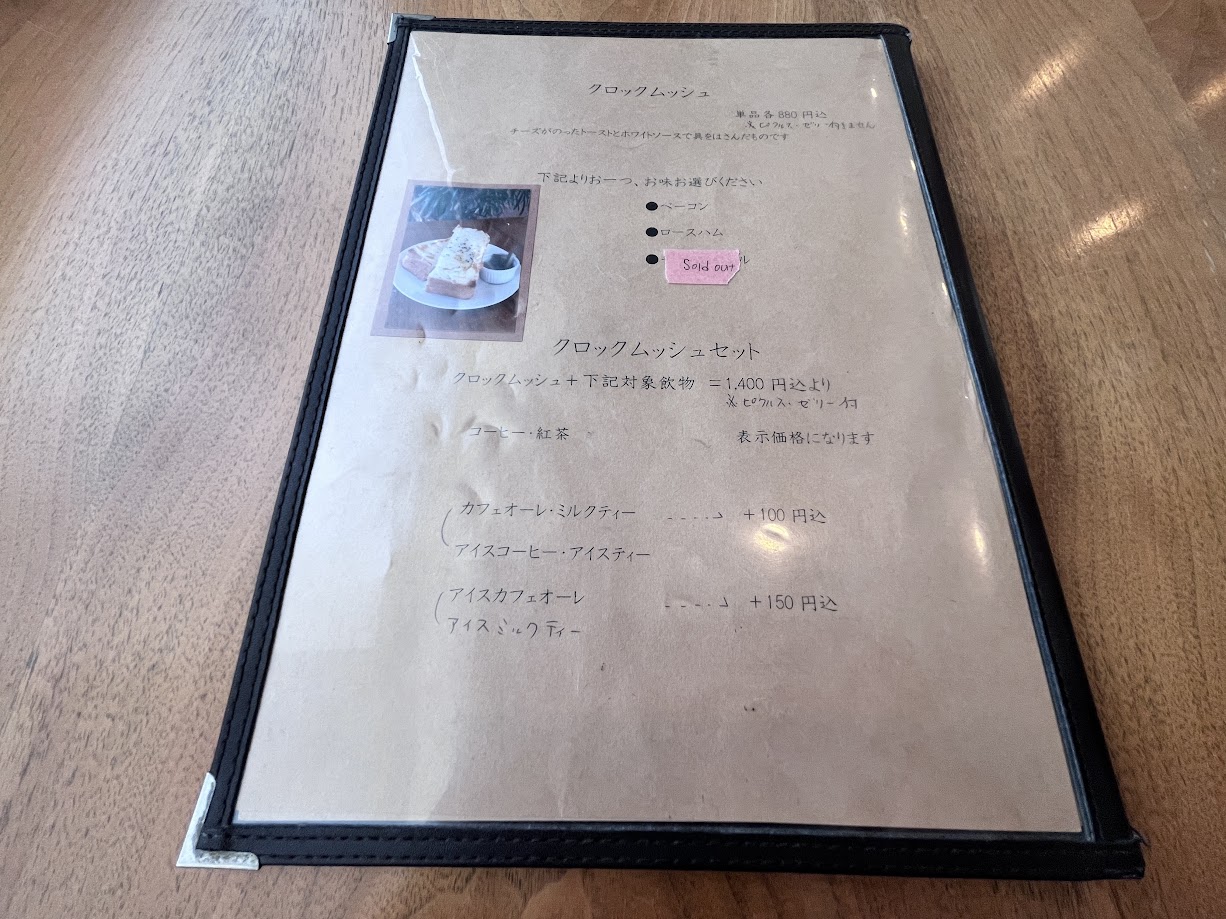 クロックムッシュ
単品各880円込
※ピクルス・ゼリー付きません
チーズがのったトーストとホワイトソースで具をはさんだものです
下記よりお一つ、お味お選びください
●ベーコン
●ロースハム
● Sold out ル
クロックムッシュセット
クロックムッシュ+下記対象飲物 =1,400円込より
※ピクルス・ゼリー付
コーヒー・紅茶 表示価格になります
カフェオーレ・ミルクティー ----→ +100円込
アイスコーヒー・アイスティー
アイスカフェオーレ ----→ +150円込
アイスミルクティー